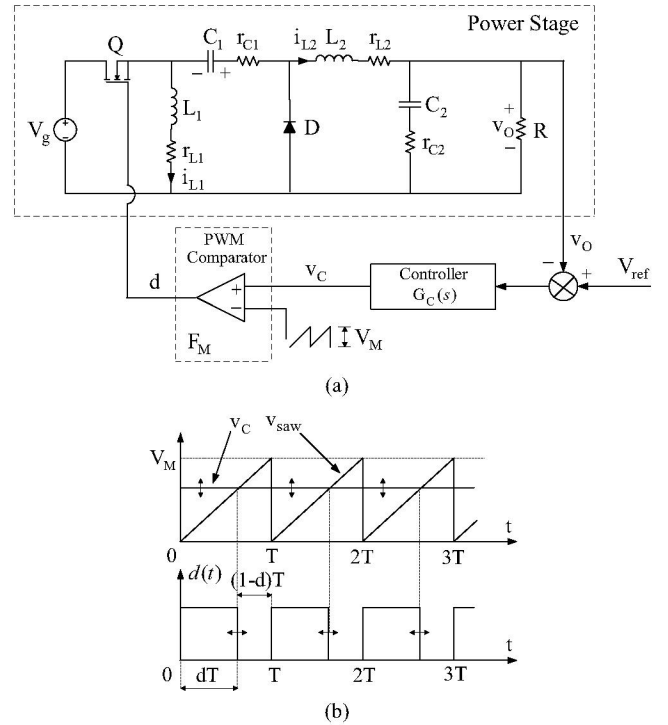 Power Stage
Q
C1
rC1
iL2
L2
rL2
− +
Vg
+
−
L1
rL1
iL1
D
C2
rC2
+
vO
−
R
PWM
Comparator
d
+
−
FM
vC
Controller
GC(s)
−
vO
+
Vref
VM
(a)
vC
vsaw
VM
0
T
2T
3T
t
d(t)
(1-d)T
0
dT
T
2T
3T
t
(b)